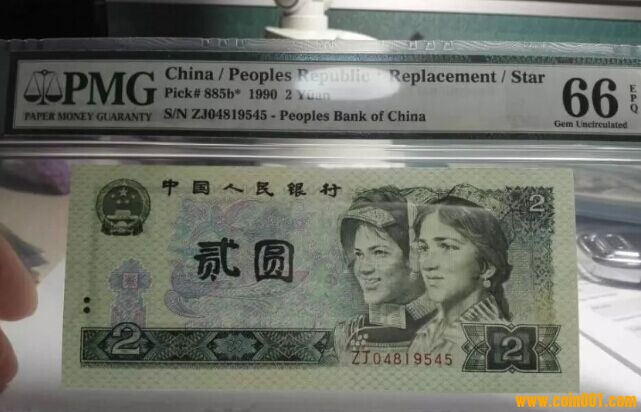 PMG
PAPER MONEY GUARANTY
China / Peoples Republic * Replacement / Star
Pick# 885b* 1990 2 Yuan
S/N ZJ04819545 - Peoples Bank of China
66
EPQ
Gem Uncirculated
中国人民银行
贰圆
2
2
2
ZJ04819545
www.com001.com